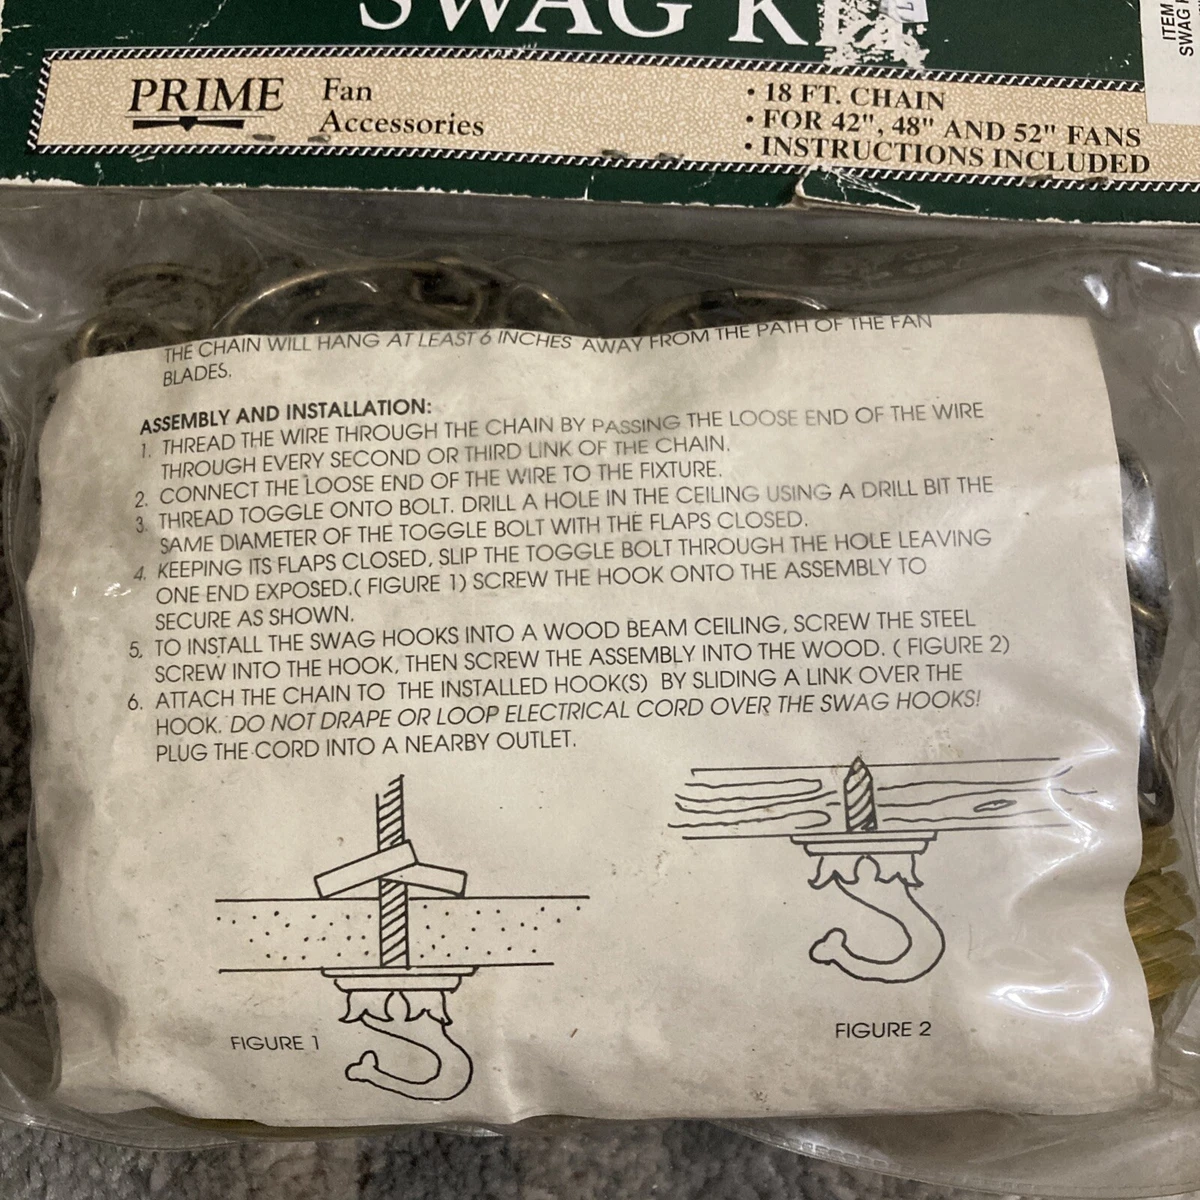 SWAG
PRIME
Fan
Accessories
• 18 FT. CHAIN
• FOR 42", 48" AND 52" FANS
• INSTRUCTIONS INCLUDED
ITEM
SWAG
THE CHAIN WILL HANG AT LEAST 6 INCHES AWAY FROM THE PATH OF THE FAN
BLADES.
ASSEMBLY AND INSTALLATION:
1. THREAD THE WIRE THROUGH THE CHAIN BY PASSING THE LOOSE END OF THE WIRE
THROUGH EVERY SECOND OR THIRD LINK OF THE CHAIN.
2. CONNECT THE LOOSE END OF THE WIRE TO THE FIXTURE.
3. THREAD TOGGLE ONTO BOLT. DRILL A HOLE IN THE CEILING USING A DRILL BIT THE
SAME DIAMETER OF THE TOGGLE BOLT WITH THE FLAPS CLOSED.
4. KEEPING ITS FLAPS CLOSED, SLIP THE TOGGLE BOLT THROUGH THE HOLE LEAVING
ONE END EXPOSED.( FIGURE 1) SCREW THE HOOK ONTO THE ASSEMBLY TO
SECURE AS SHOWN.
5. TO INSTALL THE SWAG HOOKS INTO A WOOD BEAM CEILING, SCREW THE STEEL
SCREW INTO THE HOOK, THEN SCREW THE ASSEMBLY INTO THE WOOD. ( FIGURE 2)
6. ATTACH THE CHAIN TO THE INSTALLED HOOK(S) BY SLIDING A LINK OVER THE
HOOK. DO NOT DRAPE OR LOOP ELECTRICAL CORD OVER THE SWAG HOOKS!
PLUG THE CORD INTO A NEARBY OUTLET.
FIGURE 1
FIGURE 2